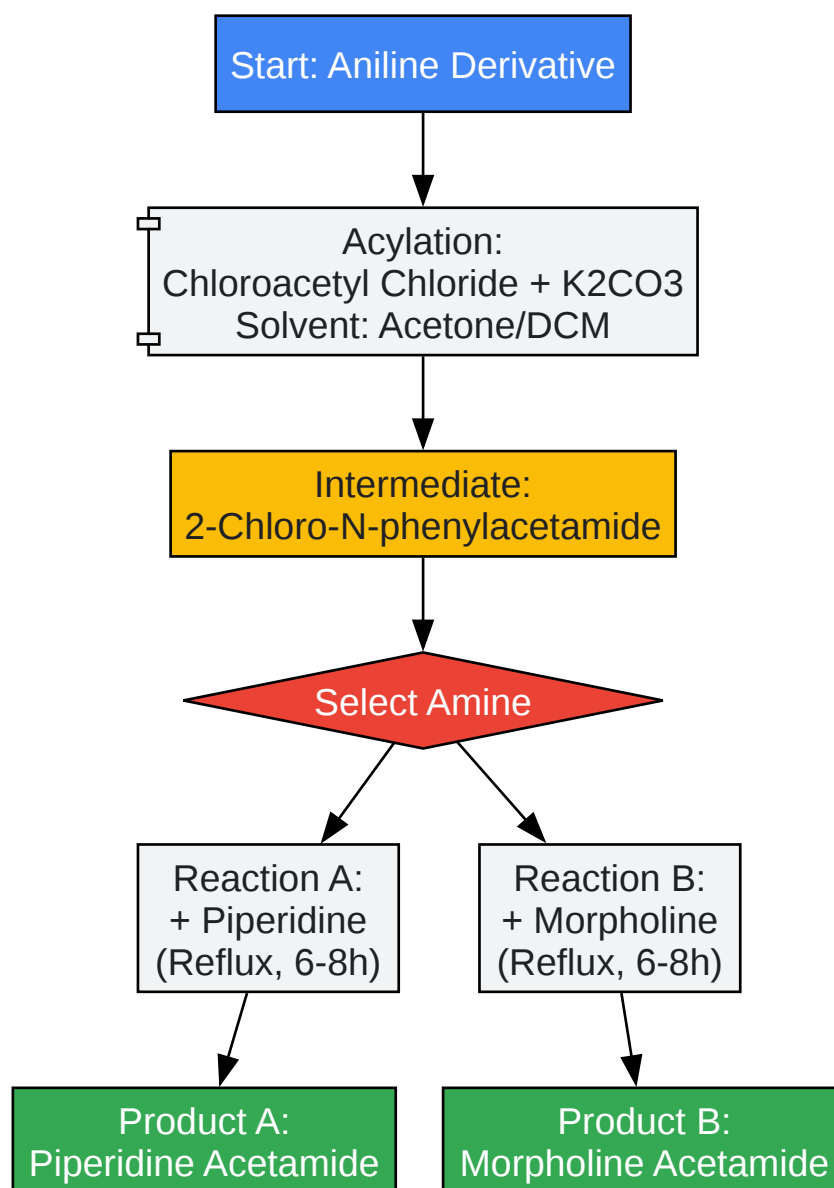 Start: Aniline Derivative
Acylation:
Chloroacetyl Chloride + K2CO3
Solvent: Acetone/DCM
Intermediate:
2-Chloro-N-phenylacetamide
Select Amine
Reaction A:
+ Piperidine
(Reflux, 6-8h)
Reaction B:
+ Morpholine
(Reflux, 6-8h)
Product A:
Piperidine Acetamide
Product B:
Morpholine Acetamide